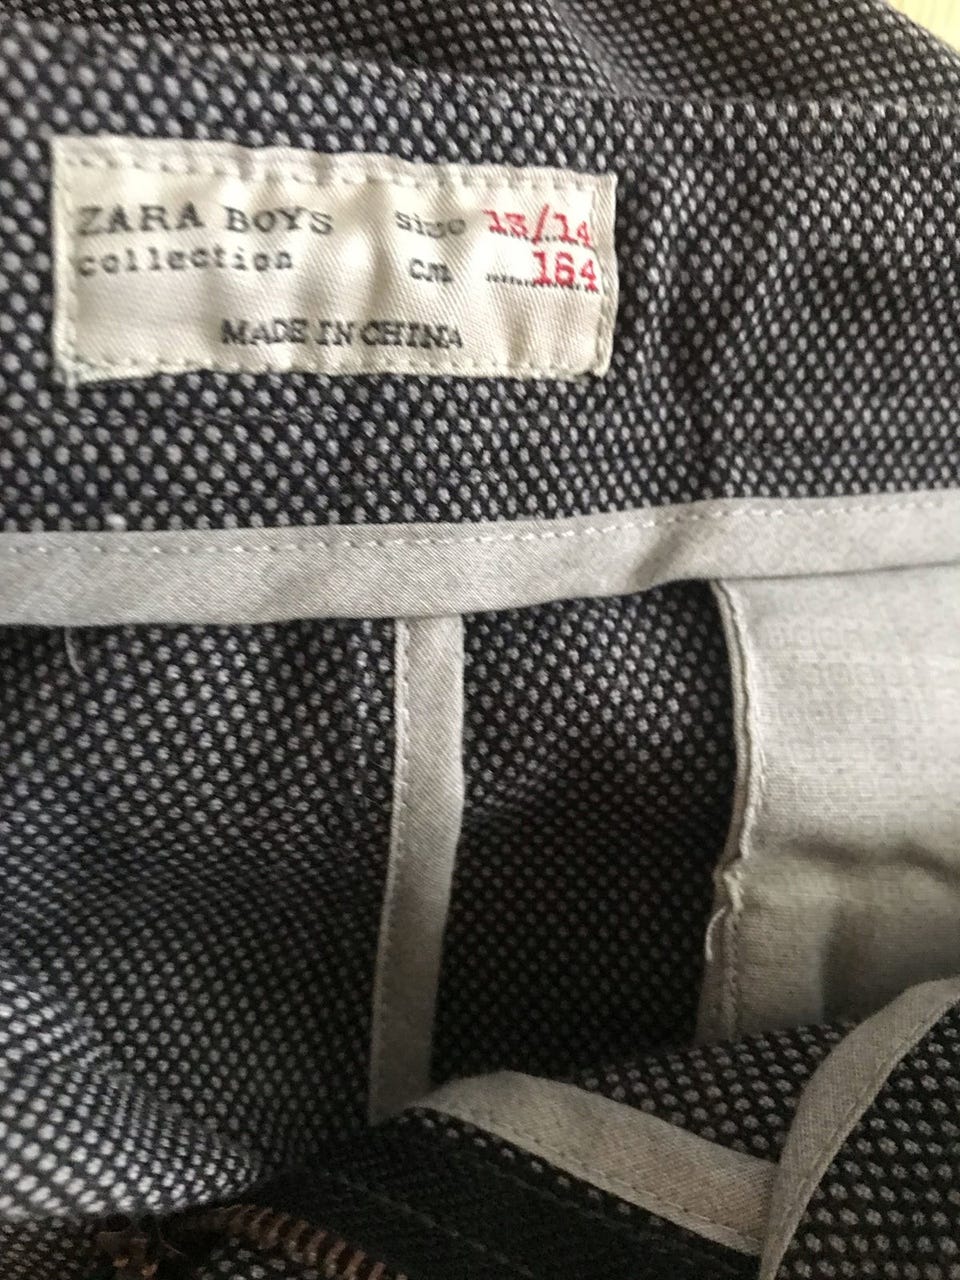 ZARA BOYS size 13/14
collection cm 164
MADE IN CHINA